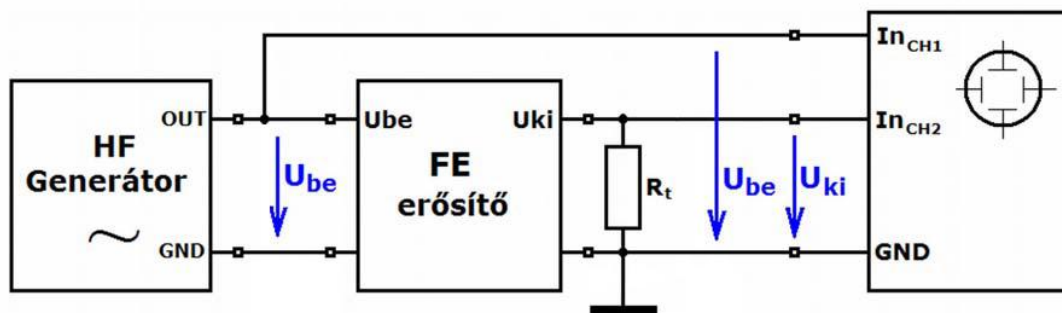 HF
Generátor
OUT
GND
U_be
Ube
Uki
FE
erősítő
R_t
U_be
U_ki
In_CH1
In_CH2
GND